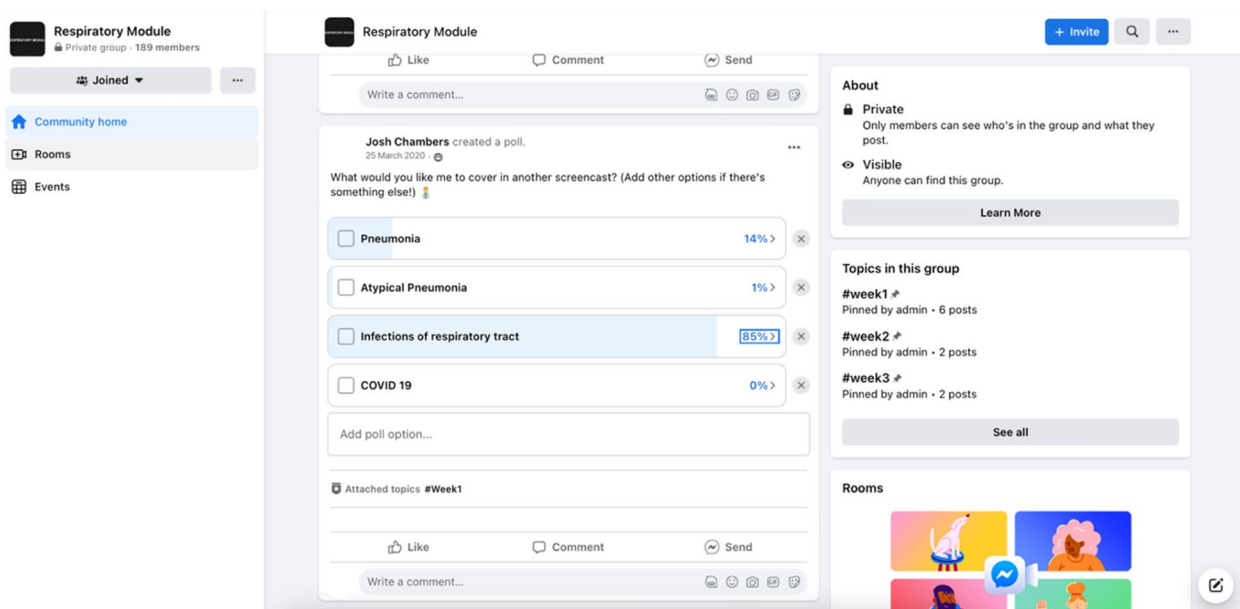 Respiratory Module
Private group · 189 members
Joined
Community home
Rooms
Events
Respiratory Module
+ Invite
Like
Comment
Send
Write a comment...
Josh Chambers created a poll.
25 March 2020 ·
What would you like me to cover in another screencast? (Add other options if there's
something else!)
Pneumonia
14% >
Atypical Pneumonia
1% >
Infections of respiratory tract
85% >
COVID 19
0% >
Add poll option...
Attached topics #Week1
Like
Comment
Send
Write a comment...
About
Private
Only members can see who's in the group and what they
post.
Visible
Anyone can find this group.
Learn More
Topics in this group
#week1
Pinned by admin • 6 posts
#week2
Pinned by admin • 2 posts
#week3
Pinned by admin • 2 posts
See all
Rooms